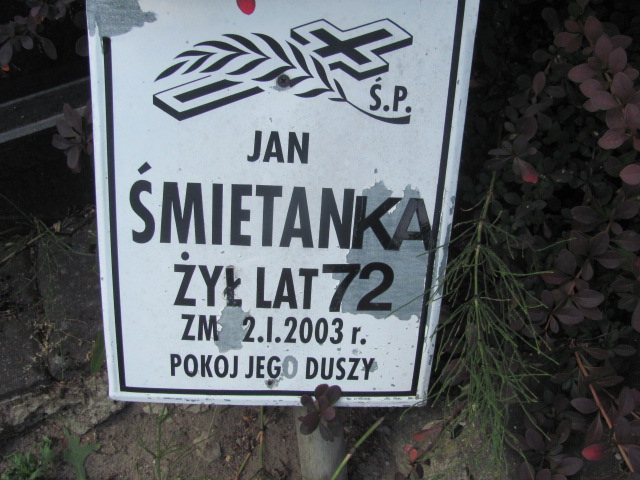 Ś.P.
JAN
ŚMIETANKA
ŻYŁ LAT 72
ZM 2.I.2003 r.
POKOJ JEGO DUSZY